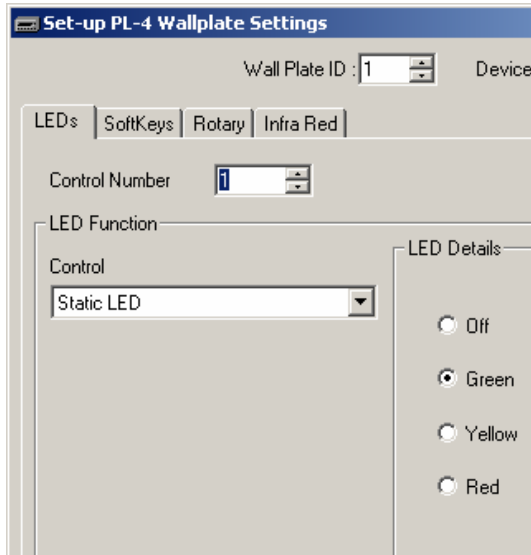 Set-up PL-4 Wallplate Settings
Wall Plate ID : 1 Device
LEDs SoftKeys Rotary Infra Red
Control Number 1
LED Function
LED Details
Control
Static LED
Off
Green
Yellow
Red